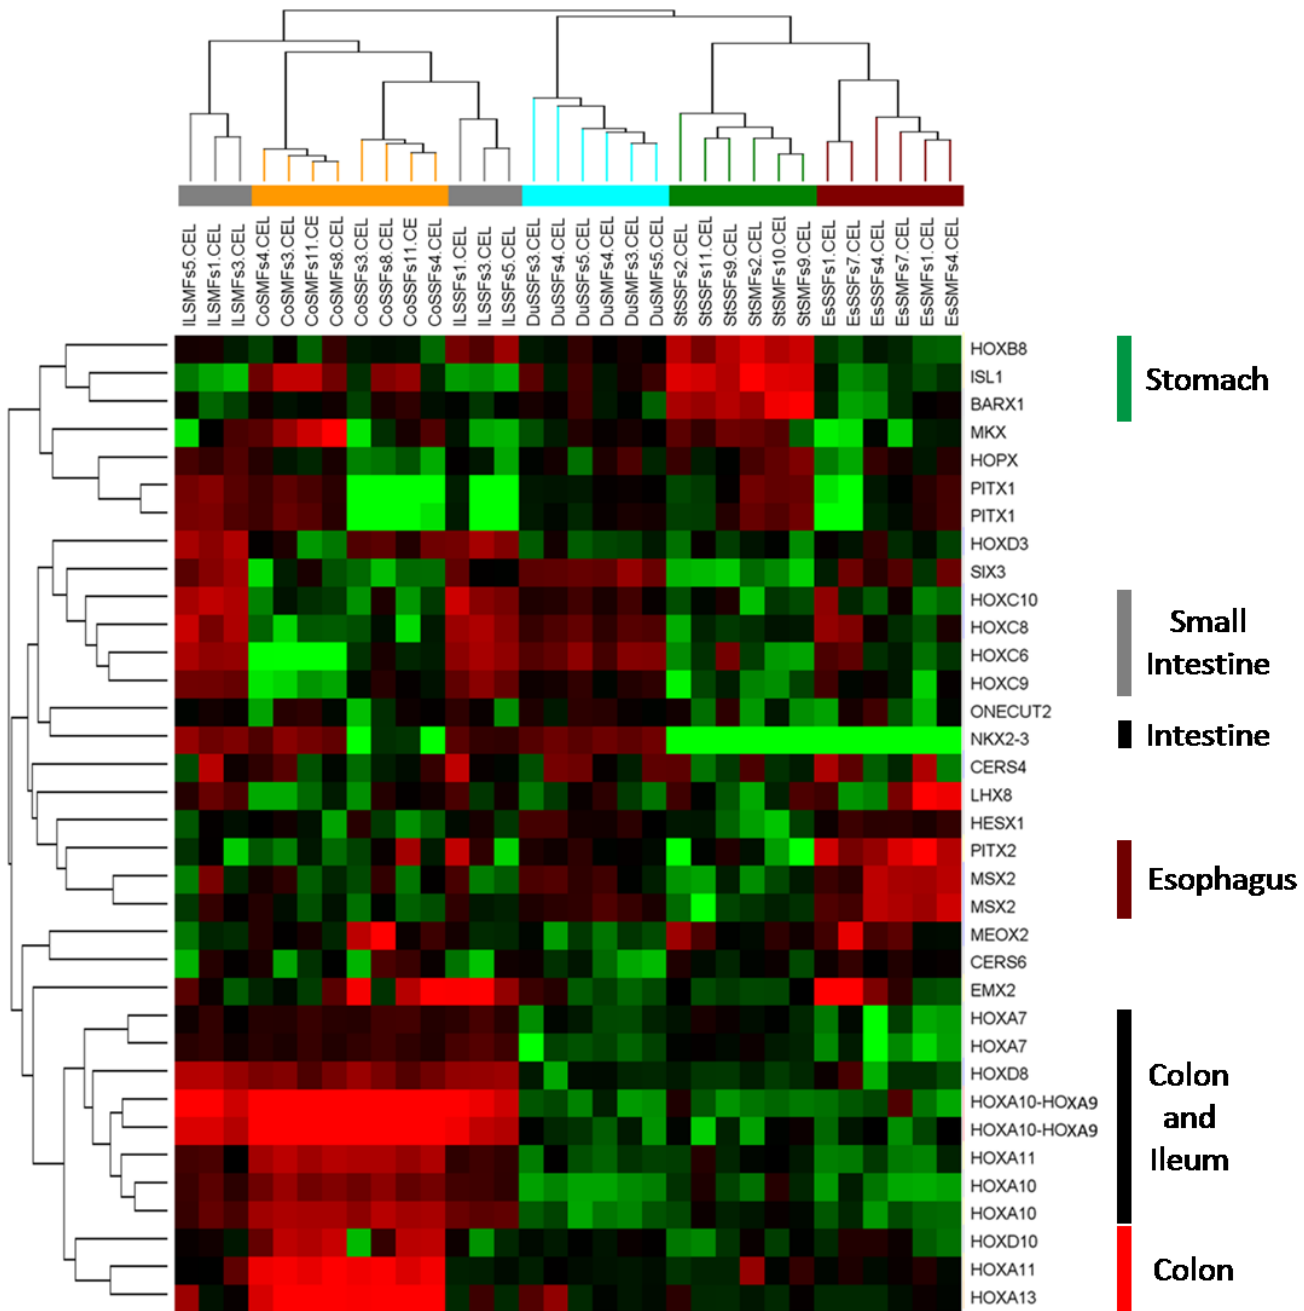 ILSMFs5.CEL
ILSMFs1.CEL
ILSMFs3.CEL
CoSMFs4.CEL
CoSMFs3.CEL
CoSMFs11.CE
CoSMFs8.CEL
CoSSFs3.CEL
CoSSFs8.CEL
CoSSFs11.CE
CoSSFs4.CEL
ILSSFs1.CEL
ILSSFs3.CEL
ILSSFs5.CEL
DuSSFs3.CEL
DuSSFs4.CEL
DuSSFs5.CEL
DuSMFs4.CEL
DuSMFs3.CEL
DuSMFs5.CEL
StSSFs2.CEL
StSSFs11.CEL
StSSFs9.CEL
StSMFs2.CEL
StSMFs10.CEl
StSMFs9.CEL
EsSSFs1.CEL
EsSSFs7.CEL
EsSSFs4.CEL
EsSMFs7.CEL
EsSMFs1.CEL
EsSMFs4.CEL
HOXB8
ISL1
BARX1
MKX
HOPX
PITX1
PITX1
HOXD3
SIX3
HOXC10
HOXC8
HOXC6
HOXC9
ONECUT2
NKX2-3
CERS4
LHX8
HESX1
PITX2
MSX2
MSX2
MEOX2
CERS6
EMX2
HOXA7
HOXA7
HOXD8
HOXA10-HOXA9
HOXA10-HOXA9
HOXA11
HOXA10
HOXA10
HOXD10
HOXA11
HOXA13
Stomach
Small
Intestine
Intestine
Esophagus
Colon
and
Ileum
Colon